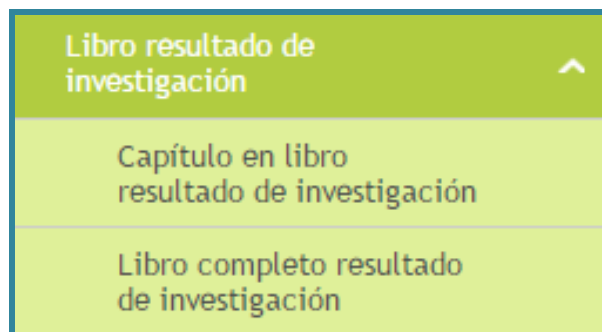 Libro resultado de
investigación
Capítulo en libro
resultado de investigación
Libro completo resultado
de investigación